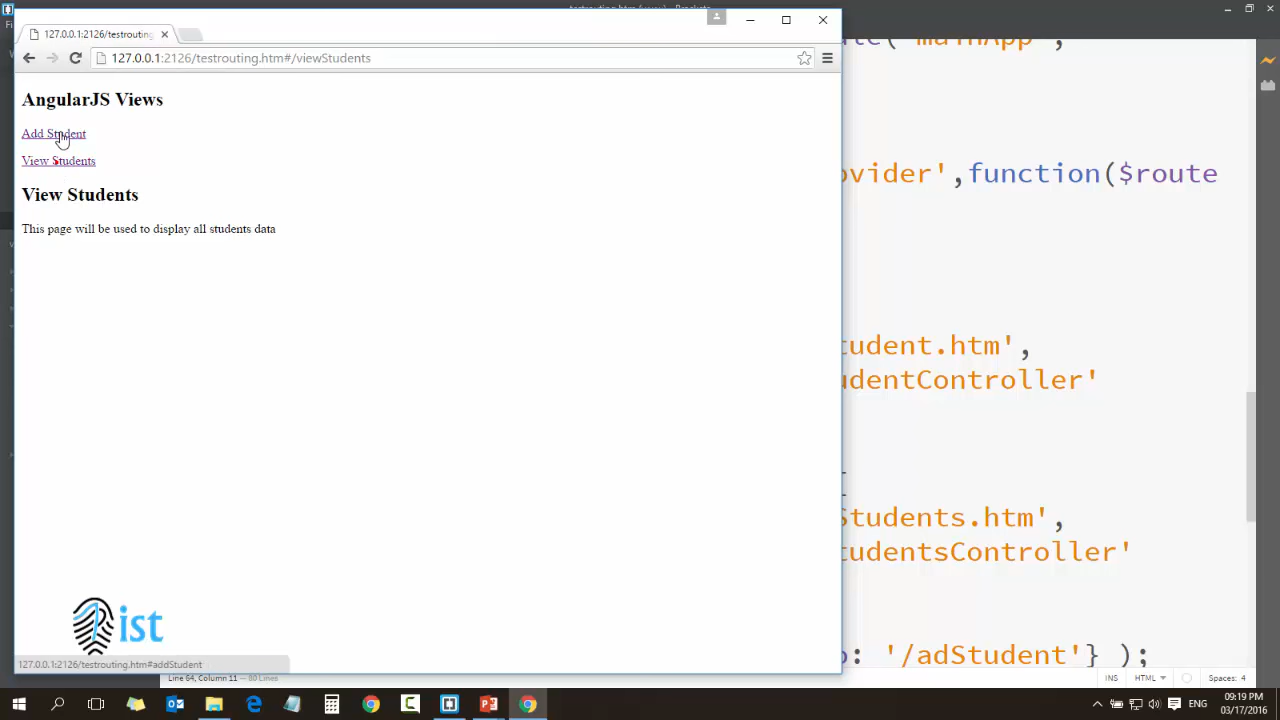 127.0.0.1:2126/testrouting
127.0.0.1:2126/testrouting.htm#/viewStudents
AngularJS Views
Add Student
View Students
View Students
This page will be used to display all students data
ist
127.0.0.1:2126/testrouting.htm#addStudent
"mainApp",
ovider',function($route
tudent.htm',
udentController'
{
Students.htm',
tudentsController'
: '/adStudent'} );
Line 64, Column 11 — 80 Lines
INS
HTML
Spaces: 4
ENG
09:19 PM
03/17/2016